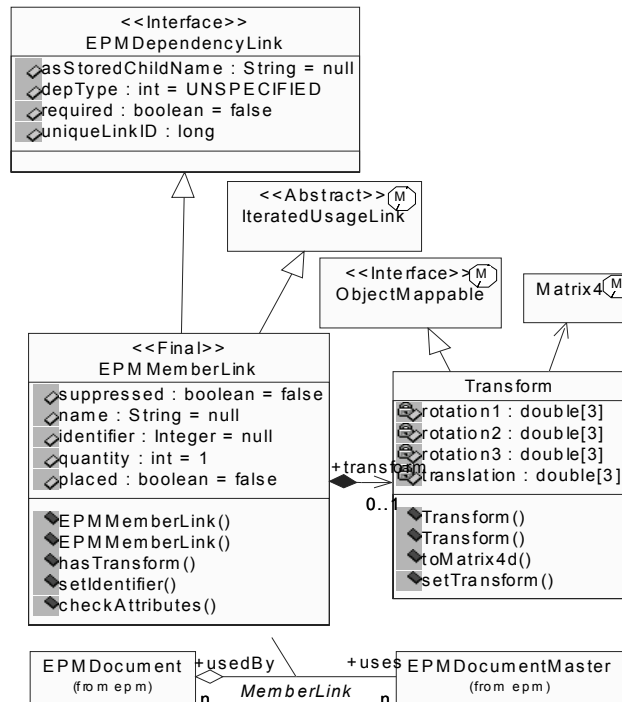 <<Interface>>
EPMDependencyLink
asStoredChildName : String = null
depType : int = UNSPECIFIED
required : boolean = false
uniqueLinkID : long
<<Abstract>>
M
IteratedUsageLink
<<Interface>>
M
ObjectMappable
Matrix4
M
<<Final>>
EPMMemberLink
suppressed : boolean = false
name : String = null
identifier : Integer = null
quantity : int = 1
placed : boolean = false
EPMMemberLink()
EPMMemberLink()
hasTransform()
setIdentifier()
checkAttributes()
+transform
0..1
Transform
rotation1 : double[3]
rotation2 : double[3]
rotation3 : double[3]
translation : double[3]
Transform()
Transform()
toMatrix4d()
setTransform()
EPMDocument
(from epm)
+usedBy
n
MemberLink
+uses
n
EPMDocumentMaster
(from epm)